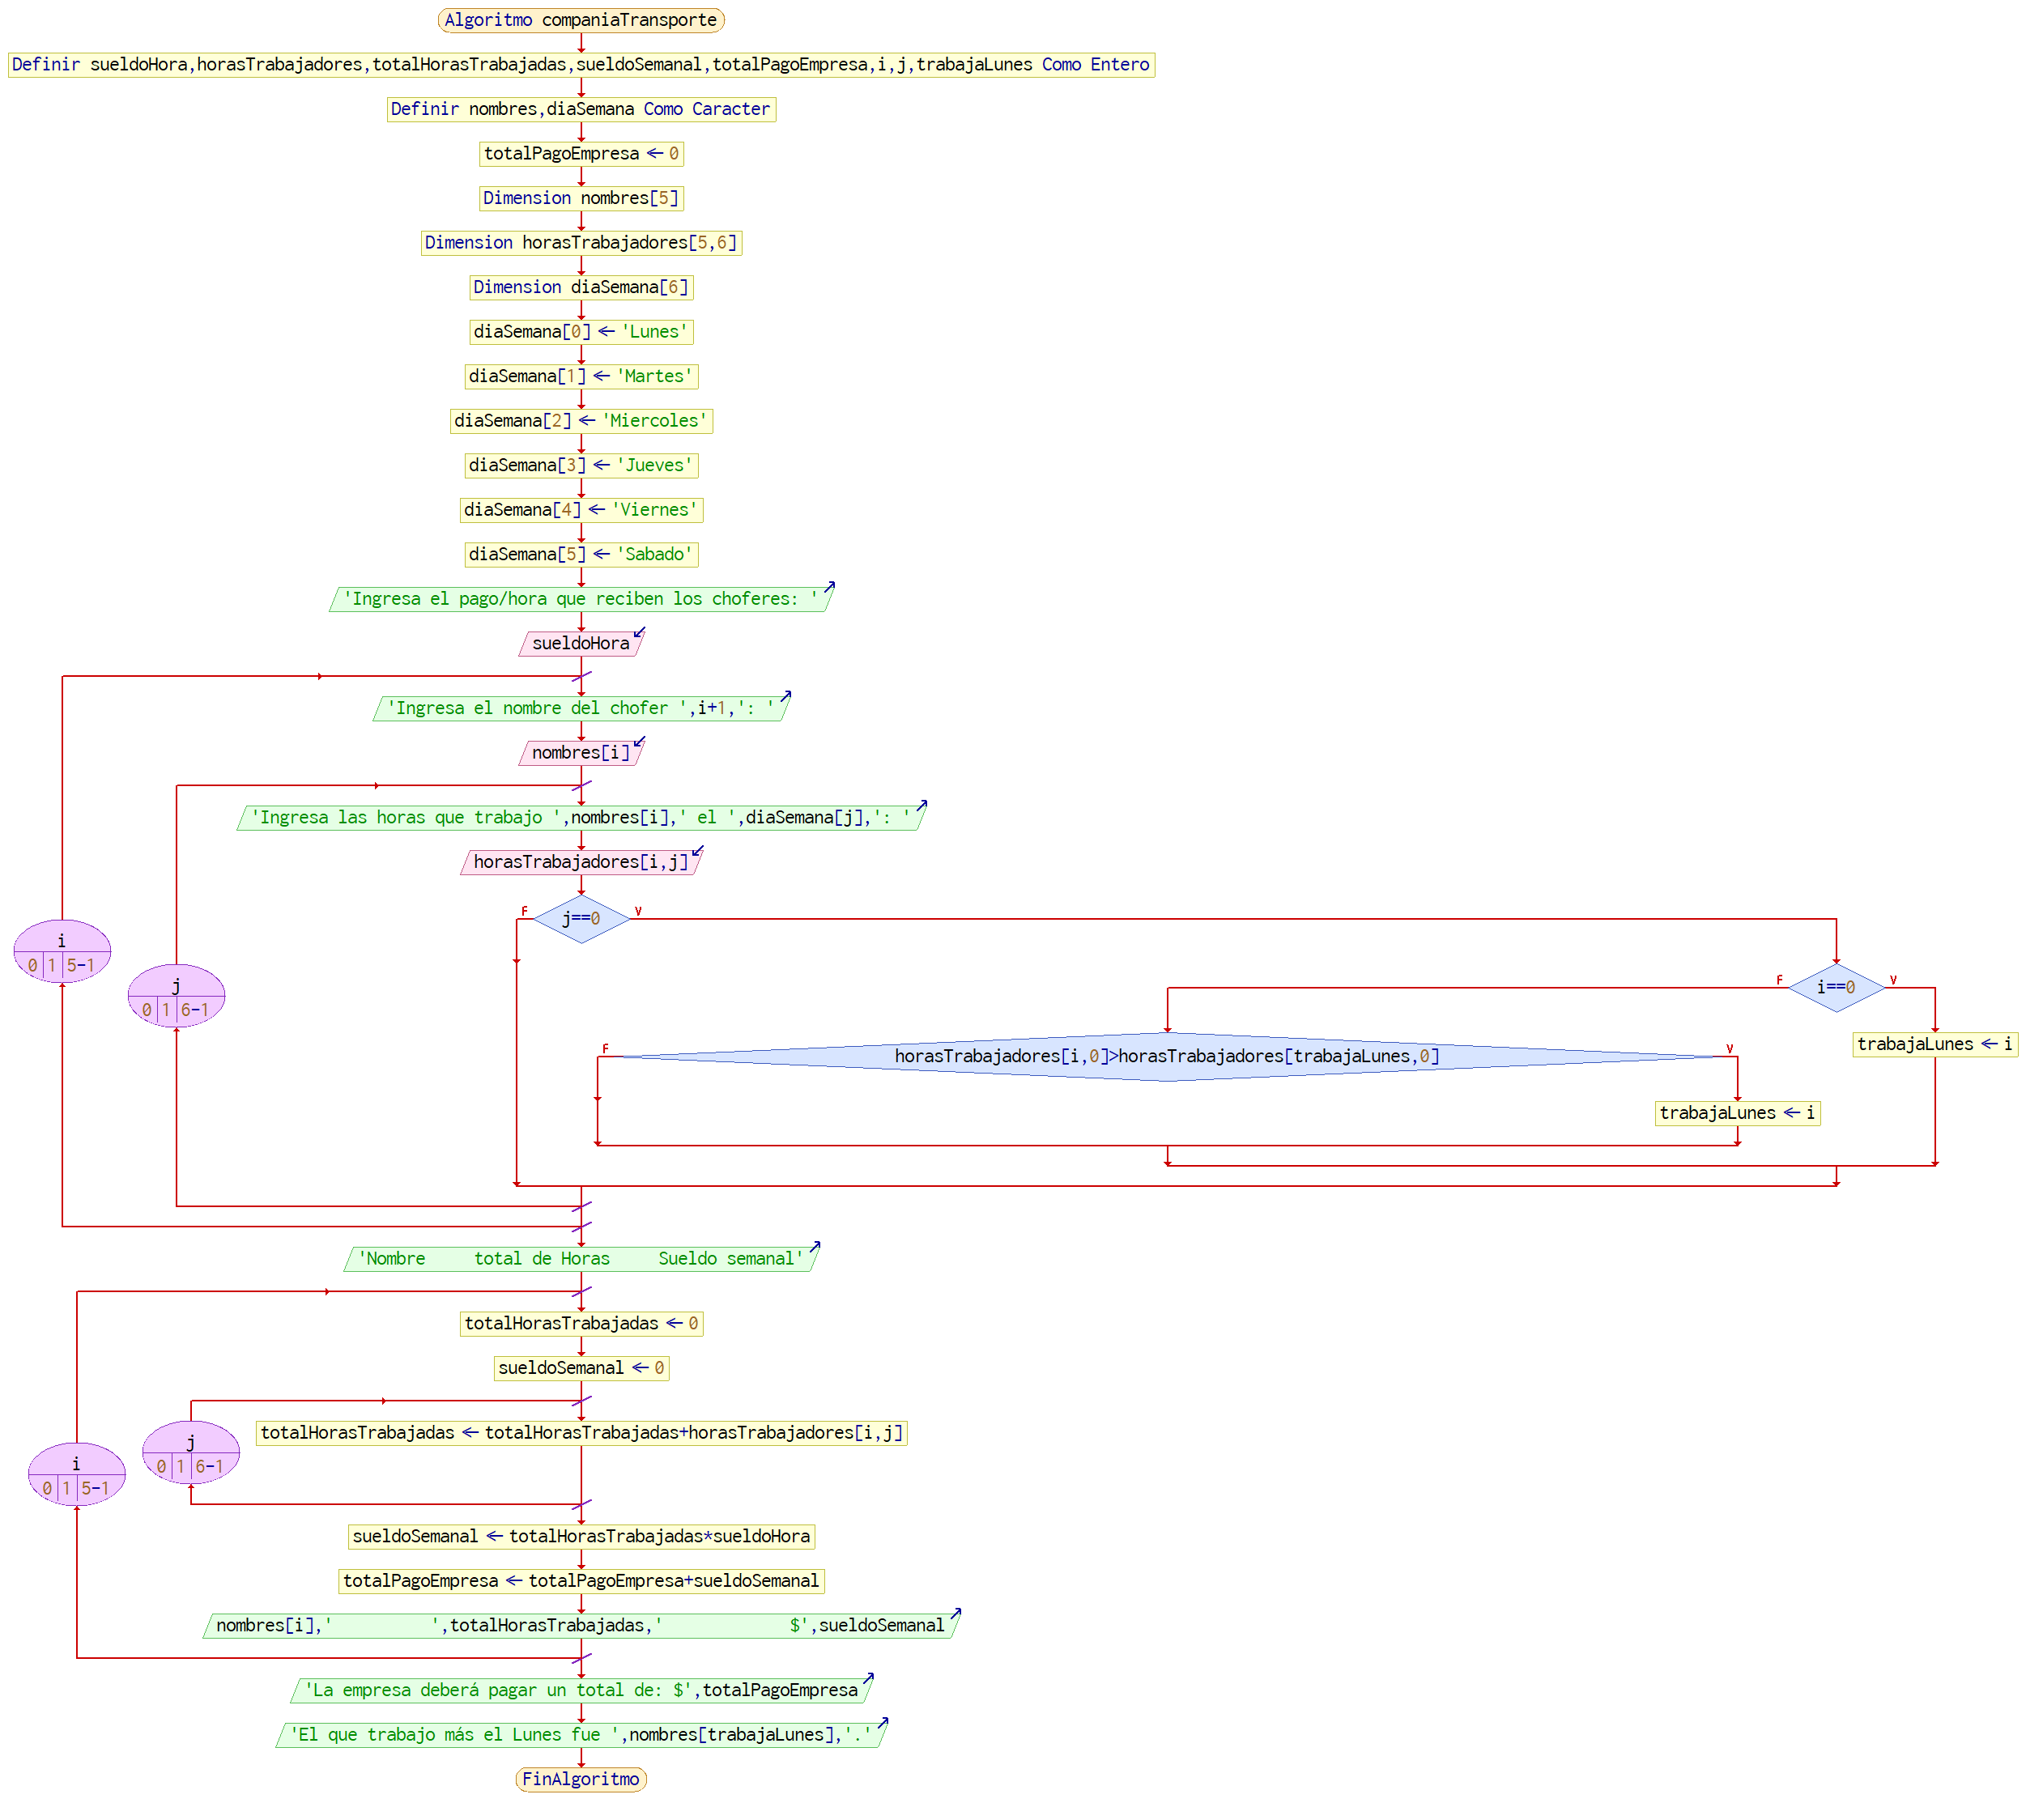 Algoritmo companiaTransporte
Definir sueldoHora,horasTrabajadores,totalHorasTrabajadas,sueldoSemanal,totalPagoEmpresa,i,j,trabajaLunes Como Entero
Definir nombres,diaSemana Como Caracter
totalPagoEmpresa ← 0
Dimension nombres[5]
Dimension horasTrabajadores[5,6]
Dimension diaSemana[6]
diaSemana[0] ← 'Lunes'
diaSemana[1] ← 'Martes'
diaSemana[2] ← 'Miercoles'
diaSemana[3] ← 'Jueves'
diaSemana[4] ← 'Viernes'
diaSemana[5] ← 'Sabado'
'Ingresa el pago/hora que reciben los choferes: '
sueldoHora
'Ingresa el nombre del chofer ',i+1,': '
nombres[i]
'Ingresa las horas que trabajo ',nombres[i],' el ',diaSemana[j],': '
horasTrabajadores[i,j]
F j==0 V
i
0 1 5-1
j
0 1 6-1
F i==0 V
trabajaLunes ← i
F horasTrabajadores[i,0]>horasTrabajadores[trabajaLunes,0] V
trabajaLunes ← i
'Nombre     total de Horas     Sueldo semanal'
totalHorasTrabajadas ← 0
sueldoSemanal ← 0
totalHorasTrabajadas ← totalHorasTrabajadas+horasTrabajadores[i,j]
j
0 1 6-1
i
0 1 5-1
sueldoSemanal ← totalHorasTrabajadas*sueldoHora
totalPagoEmpresa ← totalPagoEmpresa+sueldoSemanal
nombres[i],'          ',totalHorasTrabajadas,'             $',sueldoSemanal
'La empresa deberá pagar un total de: $',totalPagoEmpresa
'El que trabajo más el Lunes fue ',nombres[trabajaLunes],'.'
FinAlgoritmo